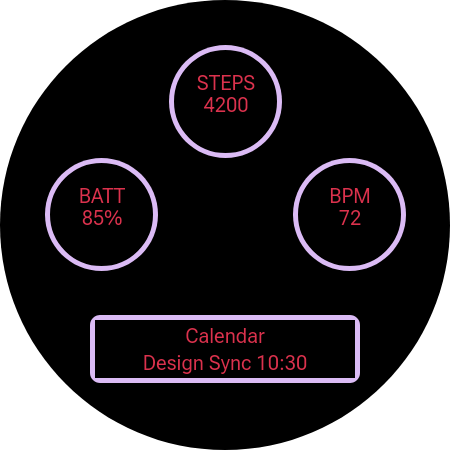 STEPS
4200
BATT
85%
BPM
72
Calendar
Design Sync 10:30